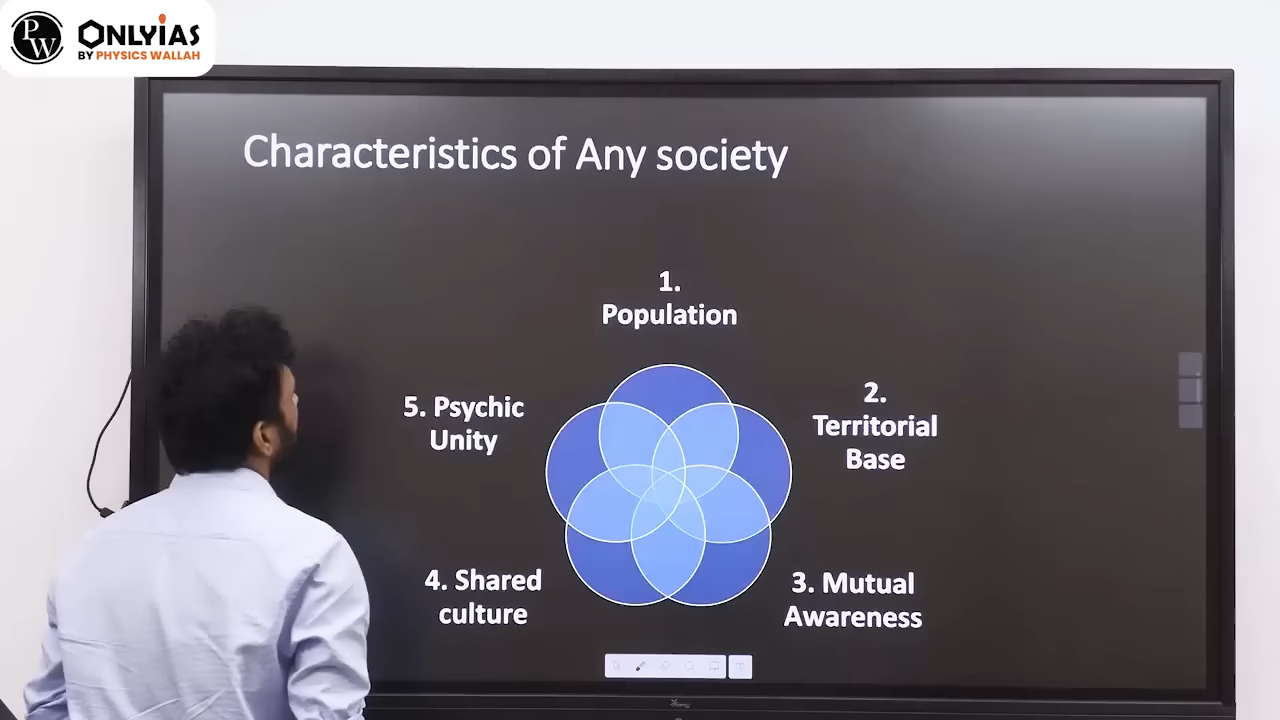 PW
ONLYIAS
BY PHYSICS WALLAH
Characteristics of Any society
1.
Population
2.
Territorial
Base
3. Mutual
Awareness
4. Shared
culture
5. Psychic
Unity